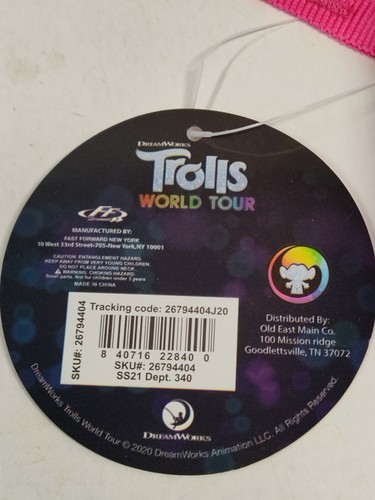 DREAMWORKS
Trolls
WORLD TOUR
FF
MANUFACTURED BY:
FAST FORWARD NEW YORK
10 West 33rd Street-705-New York,NY 10001
CAUTION: ENTANGLEMENT HAZARD.
KEEP AWAY FROM VERY YOUNG CHILDREN.
DO NOT PLACE AROUND NECK.
WARNING: CHOKING HAZARD.
Small parts. Not for children under 3 years
MADE IN CHINA
Distributed By:
Old East Main Co.
100 Mission ridge
Goodlettsville, TN 37072
SKU#: 26794404
Tracking code: 26794404J20
8 40716 22840 0
SKU#: 26794404
SS21 Dept. 340
DREAMWORKS
DreamWorks Trolls World Tour © 2020 DreamWorks Animation LLC. All Rights Reserved.